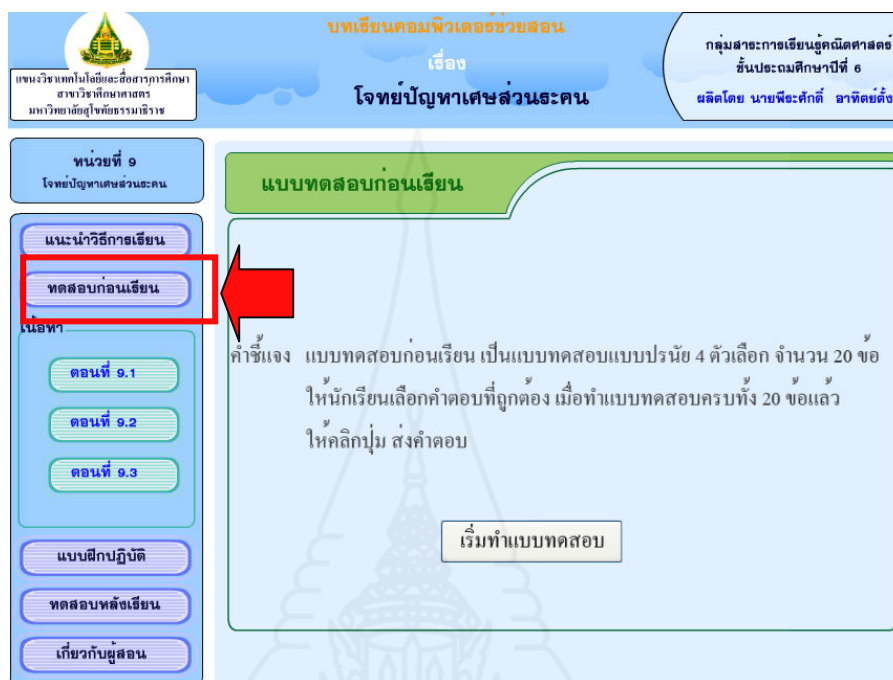 บทเรียนคอมพิวเตอร์ช่วยสอน
เรื่อง
โจทย์ปัญหาเศษส่วนระคน
แขนงวิชาเทคโนโลยีและสื่อสารการศึกษา
สาขาวิชาศึกษาศาสตร์
มหาวิทยาลัยสุโขทัยธรรมาธิราช
กลุ่มสาระการเรียนรู้คณิตศาสตร์
ชั้นประถมศึกษาปีที่ 6
ผลิตโดย นายพีระศักดิ์ อาทิตย์ตั้ง
หน่วยที่ 9
โจทย์ปัญหาเศษส่วนระคน
แนะนำวิธีการเรียน
ทดสอบก่อนเรียน
เนื้อหา
ตอนที่ 9.1
ตอนที่ 9.2
ตอนที่ 9.3
แบบฝึกปฏิบัติ
ทดสอบหลังเรียน
เกี่ยวกับผู้สอน
แบบทดสอบก่อนเรียน
คำชี้แจง แบบทดสอบก่อนเรียน เป็นแบบทดสอบแบบปรนัย 4 ตัวเลือก จำนวน 20 ข้อ
ให้นักเรียนเลือกคำตอบที่ถูกต้อง เมื่อทำแบบทดสอบครบทั้ง 20 ข้อแล้ว
ให้คลิกปุ่ม ส่งคำตอบ
เริ่มทำแบบทดสอบ